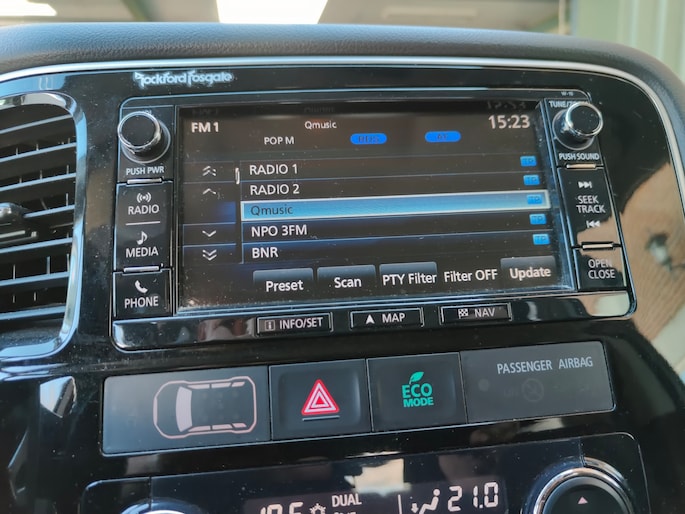 Rockford Fosgate
FM1 Qmusic 15:23
POP M
PUSH PWR
TUNE/
PUSH SOUND
RADIO
MEDIA
PHONE
RADIO 1
RADIO 2
Qmusic
NPO 3FM
BNR
SEEK
TRACK
OPEN
CLOSE
Preset Scan PTY Filter Filter OFF Update
INFO/SET MAP NAV
ECO
MODE
PASSENGER AIRBAG
DUAL
21.0